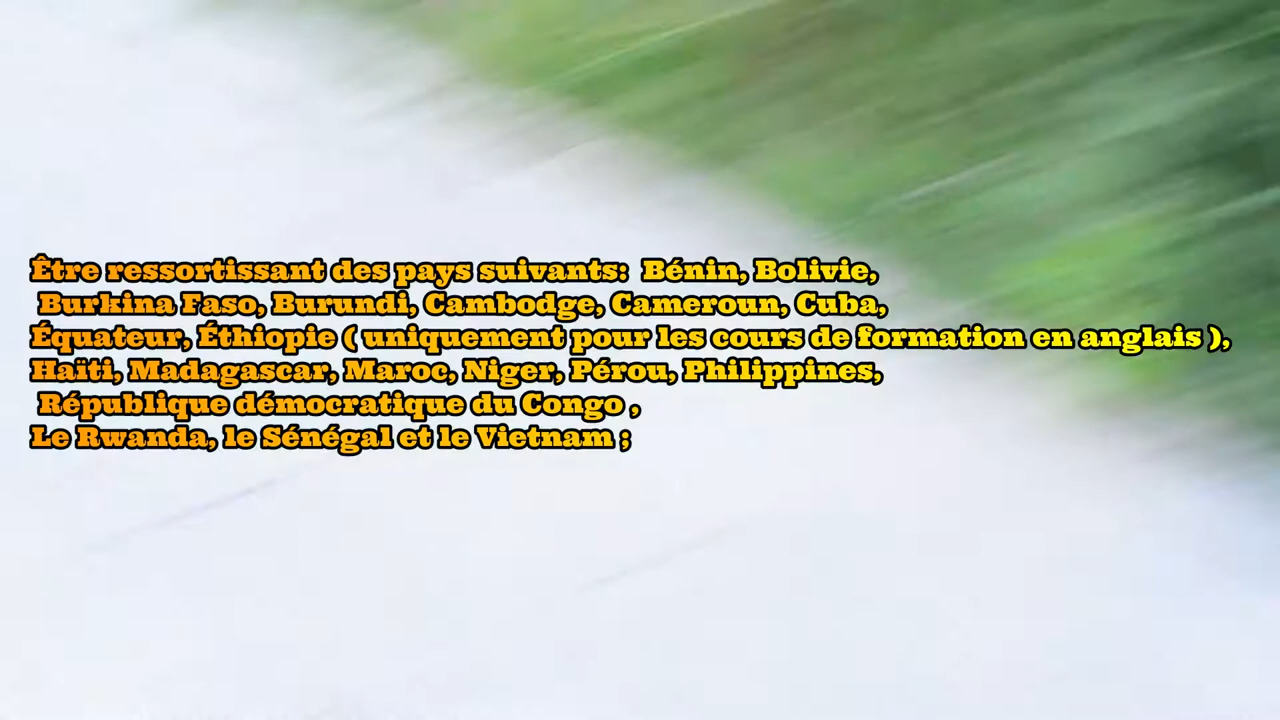 Être ressortissant des pays suivants: Bénin, Bolivie,
Burkina Faso, Burundi, Cambodge, Cameroun, Cuba,
Équateur, Éthiopie ( uniquement pour les cours de formation en anglais ),
Haïti, Madagascar, Maroc, Niger, Pérou, Philippines,
République démocratique du Congo ,
Le Rwanda, le Sénégal et le Vietnam ;